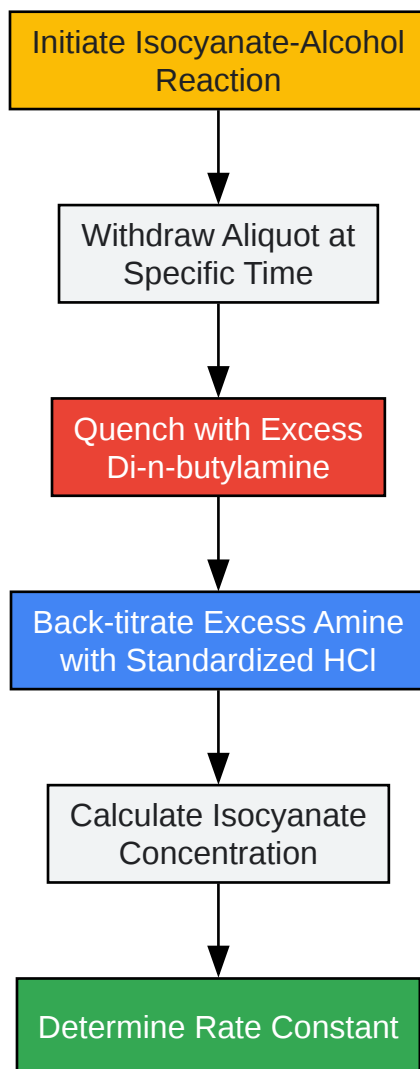 Initiate Isocyanate-Alcohol
Reaction
Withdraw Aliquot at
Specific Time
Quench with Excess
Di-n-butylamine
Back-titrate Excess Amine
with Standardized HCl
Calculate Isocyanate
Concentration
Determine Rate Constant